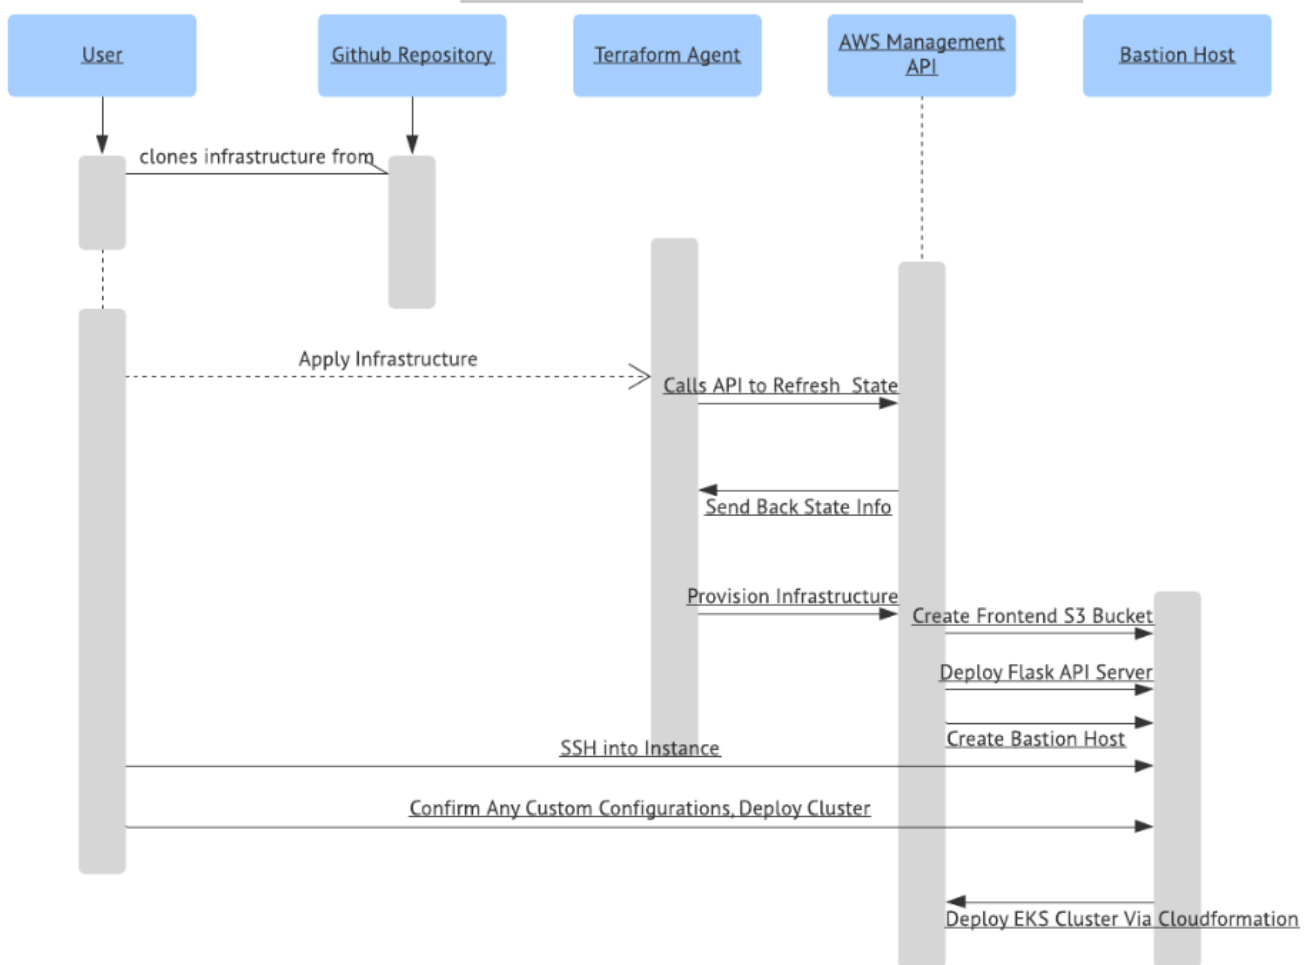 User
Github Repository
Terraform Agent
AWS Management
API
Bastion Host
clones infrastructure from
Apply Infrastructure
Calls API to Refresh  State
Send Back State Info
Provision Infrastructure
Create Frontend S3 Bucket
Deploy Flask API Server
Create Bastion Host
SSH into Instance
Confirm Any Custom Configurations, Deploy Cluster
Deploy EKS Cluster Via Cloudformation